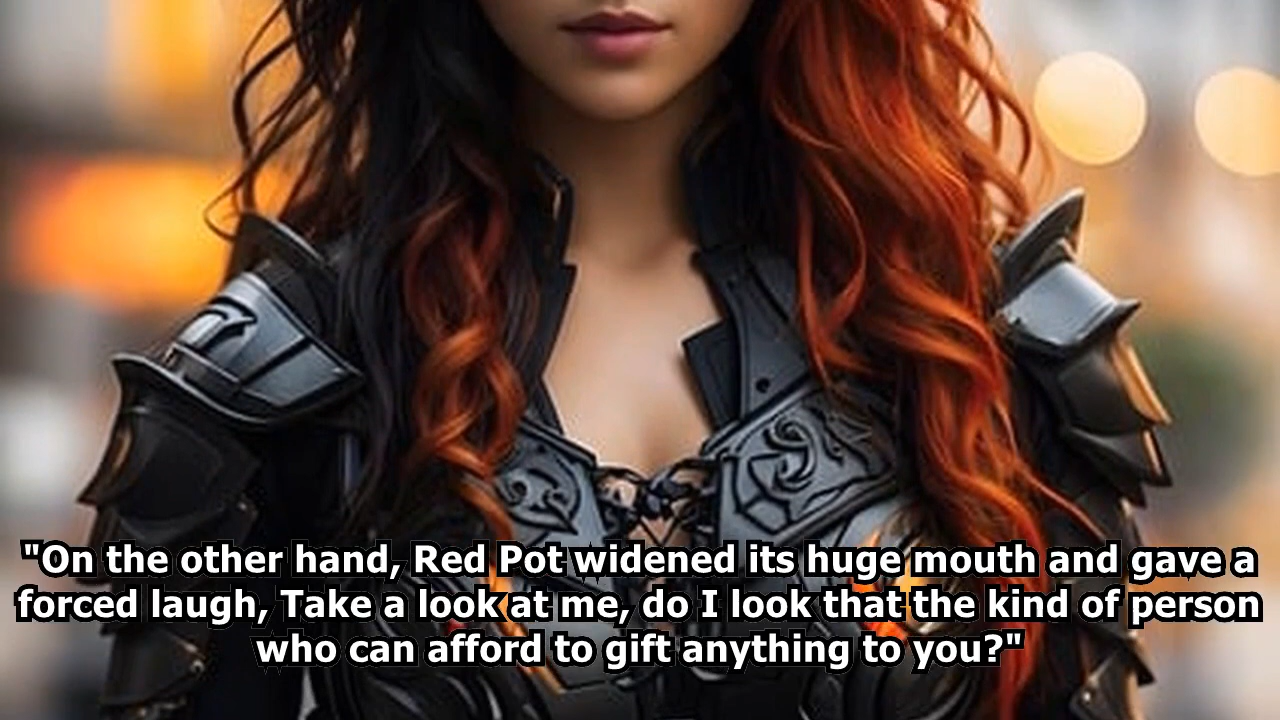 "On the other hand, Red Pot widened its huge mouth and gave a
forced laugh, Take a look at me, do I look that the kind of person
who can afford to gift anything to you?"